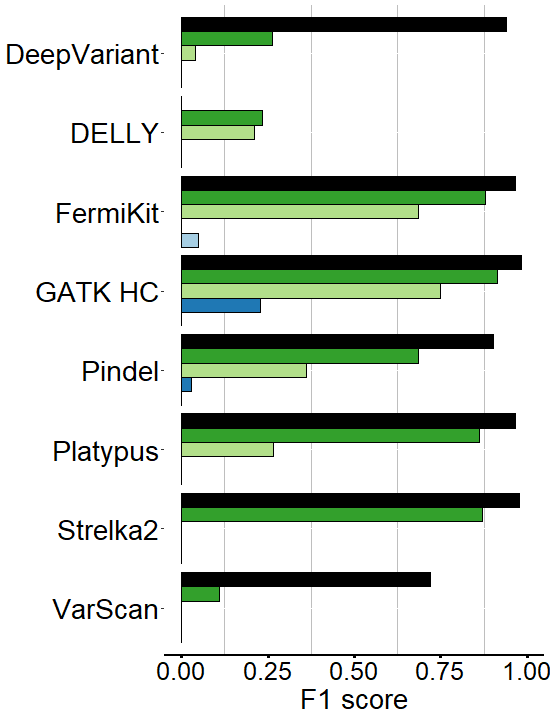 DeepVariant
DELLY
FermiKit
GATK HC
Pindel
Platypus
Strelka2
VarScan
0.00 0.25 0.50 0.75 1.00
F1 score